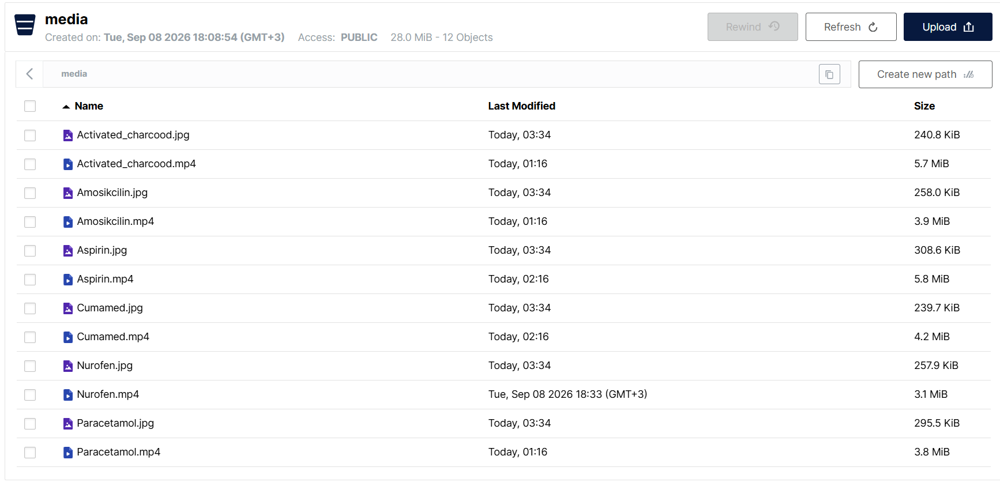 media
Created on: Tue, Sep 08 2026 18:08:54 (GMT+3) Access: PUBLIC 28.0 MiB - 12 Objects
Rewind Refresh Upload
media
Create new path
Name Last Modified Size
Activated_charcood.jpg Today, 03:34 240.8 KiB
Activated_charcood.mp4 Today, 01:16 5.7 MiB
Amosikcilin.jpg Today, 03:34 258.0 KiB
Amosikcilin.mp4 Today, 01:16 3.9 MiB
Aspirin.jpg Today, 03:34 308.6 KiB
Aspirin.mp4 Today, 02:16 5.8 MiB
Cumamed.jpg Today, 03:34 239.7 KiB
Cumamed.mp4 Today, 02:16 4.2 MiB
Nurofen.jpg Today, 03:34 257.9 KiB
Nurofen.mp4 Tue, Sep 08 2026 18:33 (GMT+3) 3.1 MiB
Paracetamol.jpg Today, 03:34 295.5 KiB
Paracetamol.mp4 Today, 01:16 3.8 MiB